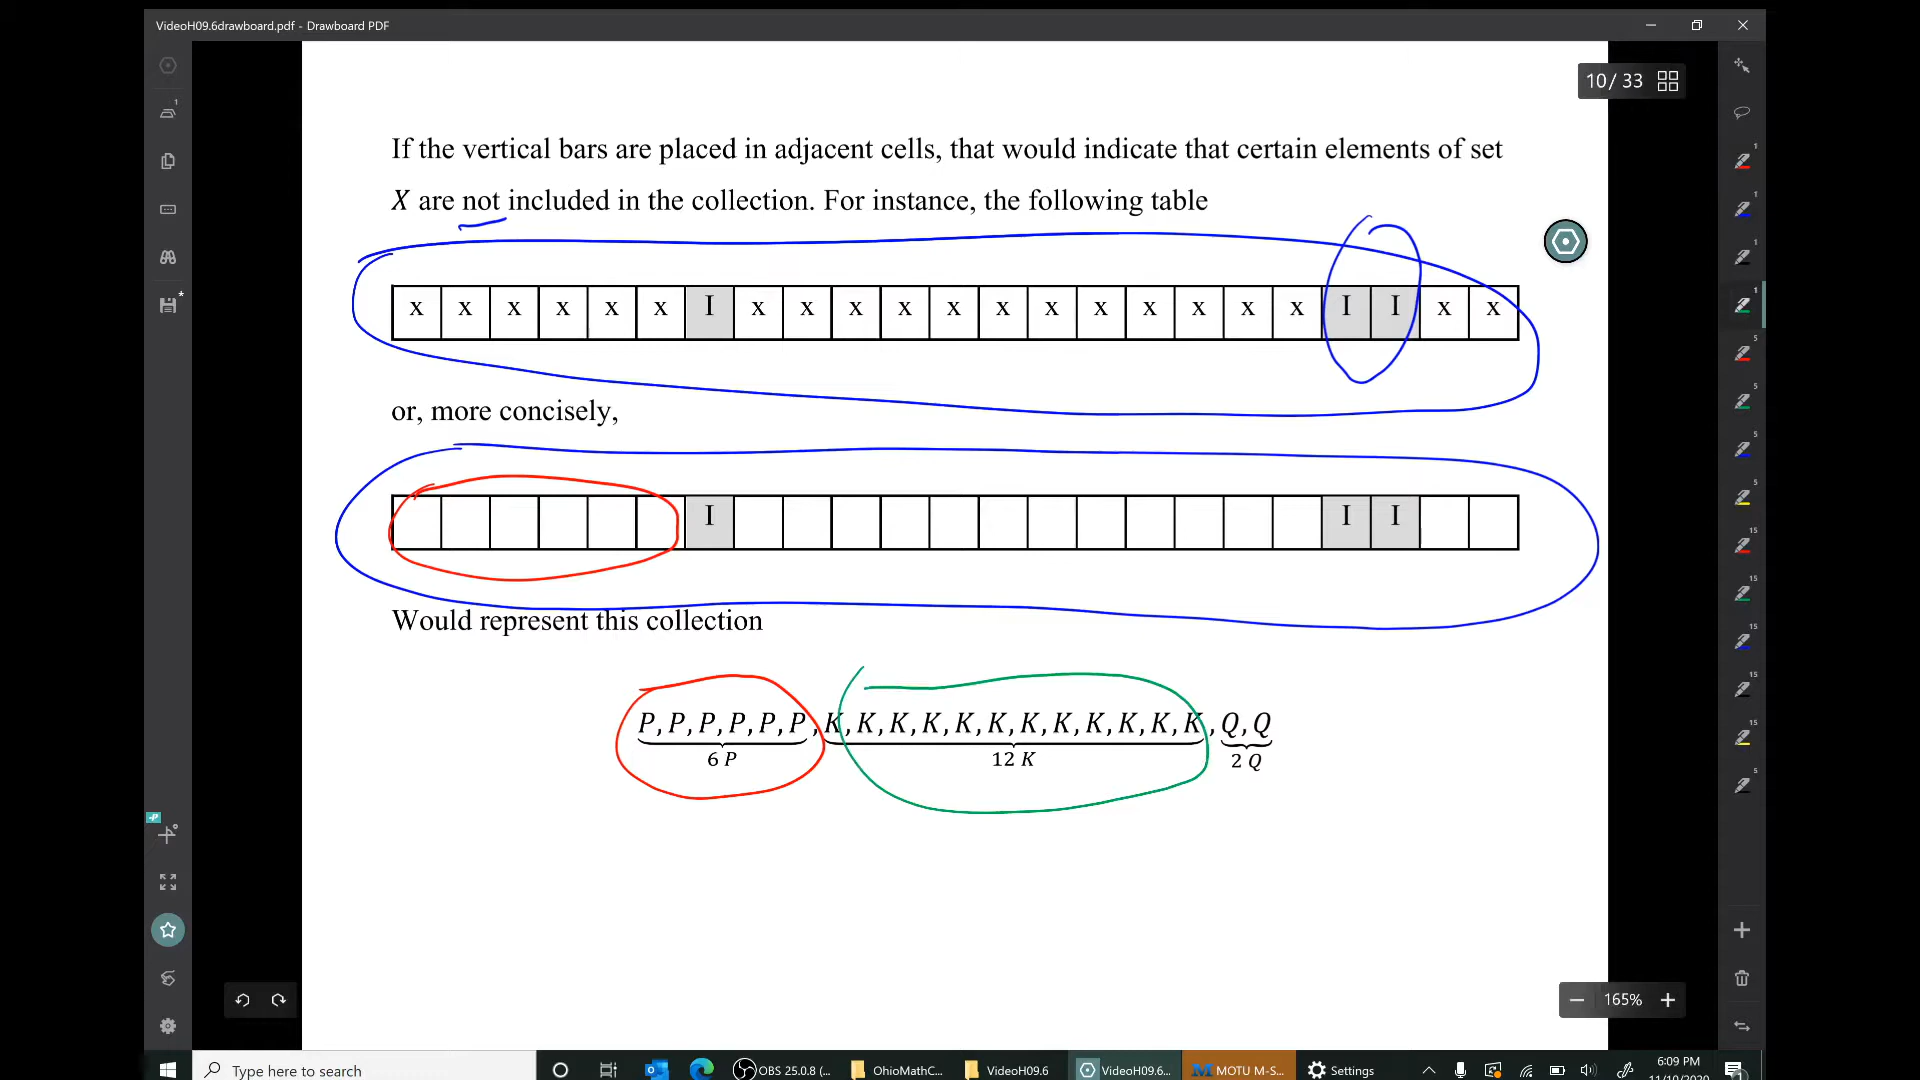 VideoH09.6drawboard.pdf - Drawboard PDF
10/ 33
If the vertical bars are placed in adjacent cells, that would indicate that certain elements of set
X are not included in the collection. For instance, the following table
x x x x x x I x x x x x x x x x x x x I I x x
or, more concisely,
I I I
Would represent this collection
P, P, P, P, P, P , K, K, K, K, K, K, K, K, K, K, K, K , Q, Q
6 P 12 K 2 Q
165%
Type here to search
OBS 25.0.8 (...
OhioMathC...
VideoH09.6
VideoH09.6...
MOTU M-S...
Settings
6:09 PM
11/10/2020